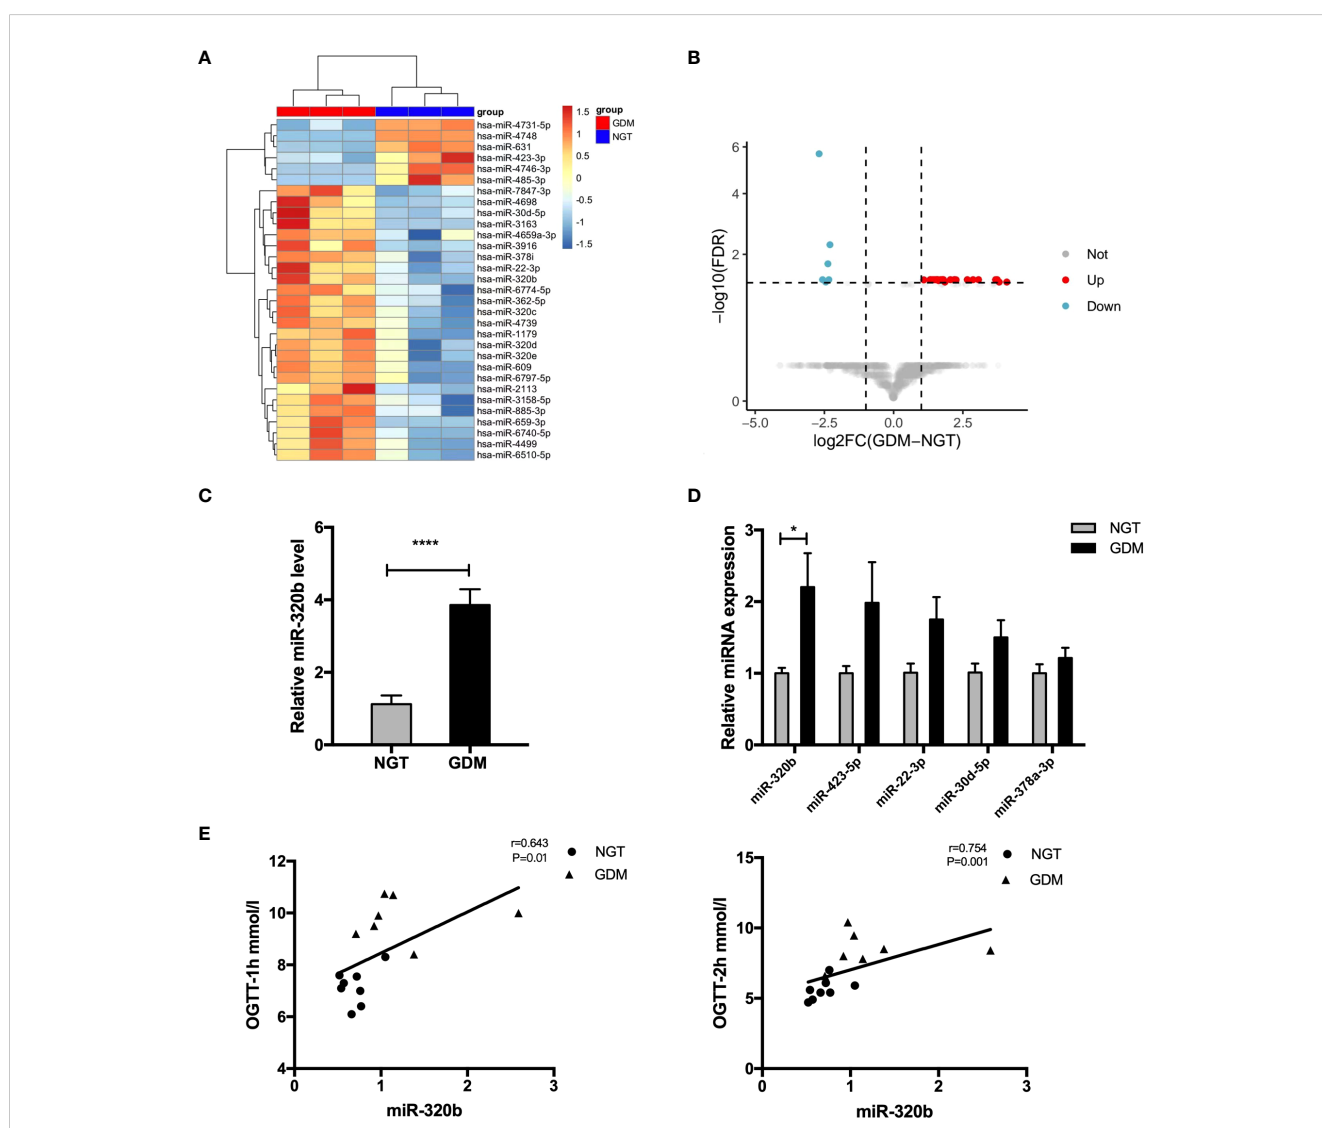 A
group
hsa-miR-4731-5p
hsa-miR-4748
hsa-miR-631
hsa-miR-423-3p
hsa-miR-4746-3p
hsa-miR-485-3p
hsa-miR-7847-3p
hsa-miR-4698
hsa-miR-30d-5p
hsa-miR-3163
hsa-miR-4659a-3p
hsa-miR-3916
hsa-miR-378i
hsa-miR-22-3p
hsa-miR-320b
hsa-miR-6774-5p
hsa-miR-362-5p
hsa-miR-320c
hsa-miR-4739
hsa-miR-1179
hsa-miR-320d
hsa-miR-320e
hsa-miR-609
hsa-miR-6797-5p
hsa-miR-2113
hsa-miR-3158-5p
hsa-miR-885-3p
hsa-miR-659-3p
hsa-miR-6740-5p
hsa-miR-4499
hsa-miR-6510-5p
1.5
1
0.5
0
-0.5
-1
-1.5
group
GDM
NGT
B
−log10(FDR)
6
4
2
0
−5.0 −2.5 0.0 2.5
log2FC(GDM−NGT)
Not
Up
Down
C
Relative miR-320b level
6
4
2
0
****
NGT GDM
D
Relative miRNA expression
3
2
1
0
*
miR-320b
miR-423-5p
miR-22-3p
miR-30d-5p
miR-378a-3p
NGT
GDM
E
OGTT-1h mmol/l
12
10
8
6
4
0 1 2 3
miR-320b
r=0.643
P=0.01
NGT
GDM
OGTT-2h mmol/l
15
10
5
0
0 1 2 3
miR-320b
r=0.754
P=0.001
NGT
GDM